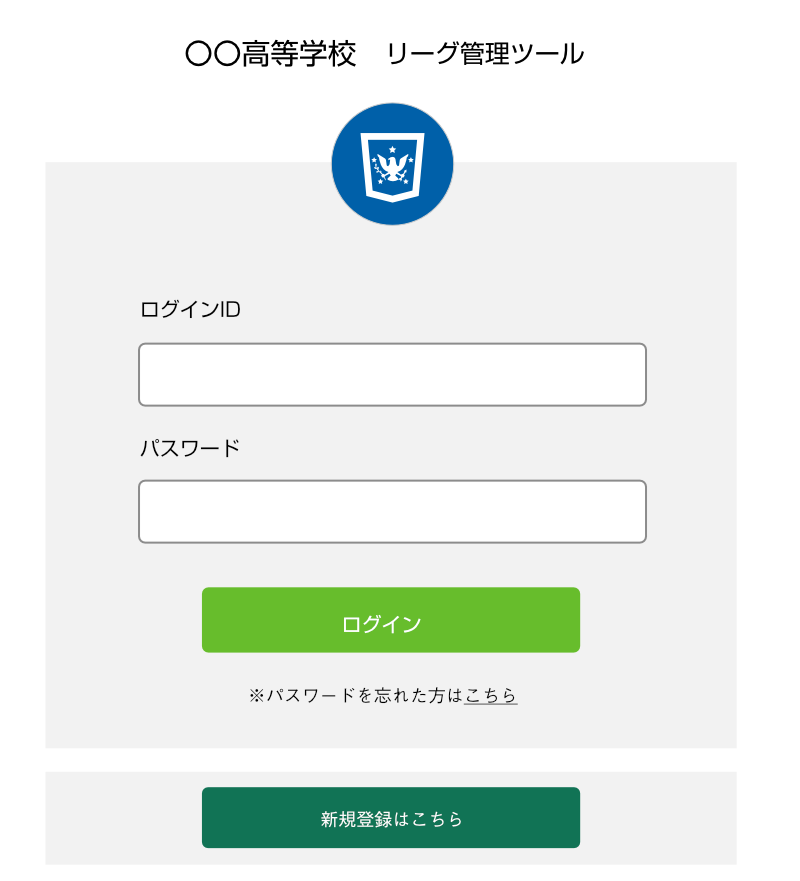 〇〇高等学校　リーグ管理ツール
ログインID
パスワード
ログイン
※パスワードを忘れた方はこちら
新規登録はこちら